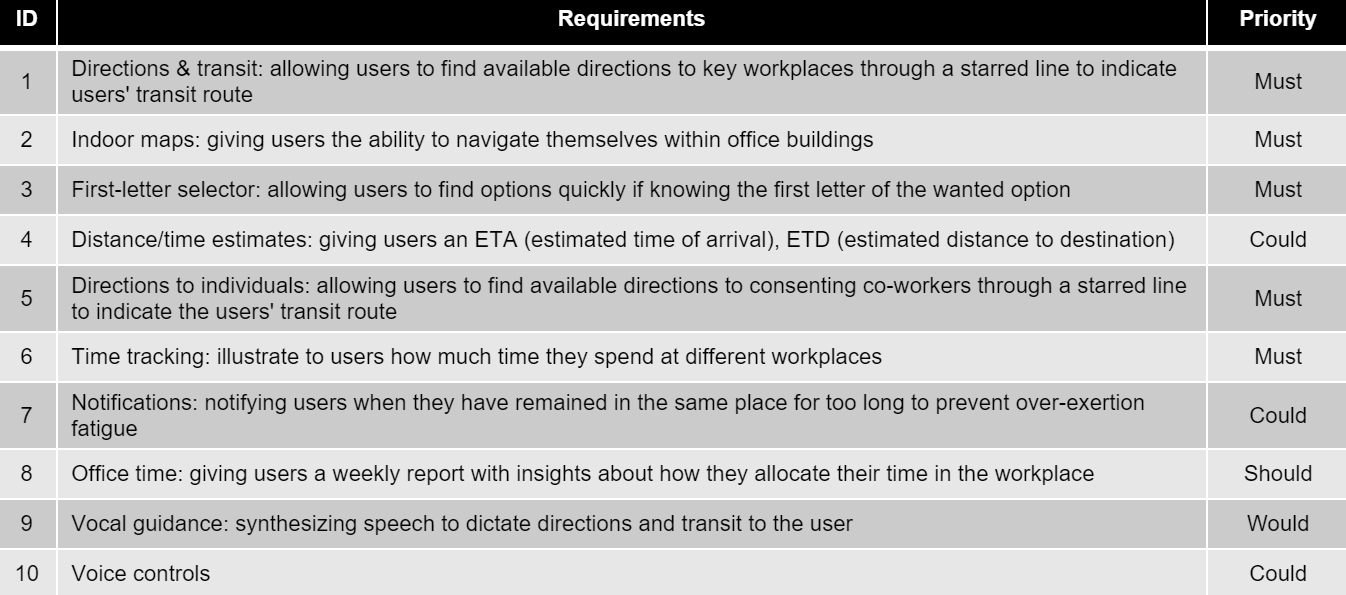 ID Requirements Priority
1 Directions & transit: allowing users to find available directions to key workplaces through a starred line to indicate
users' transit route Must
2 Indoor maps: giving users the ability to navigate themselves within office buildings Must
3 First-letter selector: allowing users to find options quickly if knowing the first letter of the wanted option Must
4 Distance/time estimates: giving users an ETA (estimated time of arrival), ETD (estimated distance to destination) Could
5 Directions to individuals: allowing users to find available directions to consenting co-workers through a starred line
to indicate the users' transit route Must
6 Time tracking: illustrate to users how much time they spend at different workplaces Must
7 Notifications: notifying users when they have remained in the same place for too long to prevent over-exertion
fatigue Could
8 Office time: giving users a weekly report with insights about how they allocate their time in the workplace Should
9 Vocal guidance: synthesizing speech to dictate directions and transit to the user Would
10 Voice controls Could